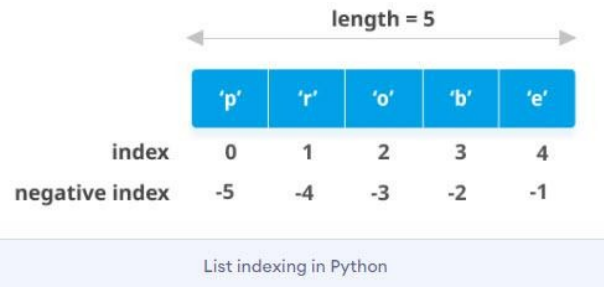 length = 5
‘p’ ‘r’ ‘o’ ‘b’ ‘e’
index 0 1 2 3 4
negative index -5 -4 -3 -2 -1
List indexing in Python